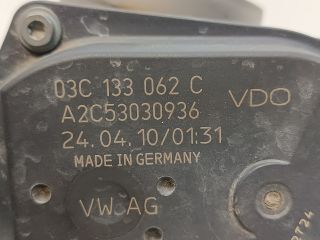 03C 133 062 C
VDO
A2C53030936
24.04.10/01:31
MADE IN GERMANY
VW AG